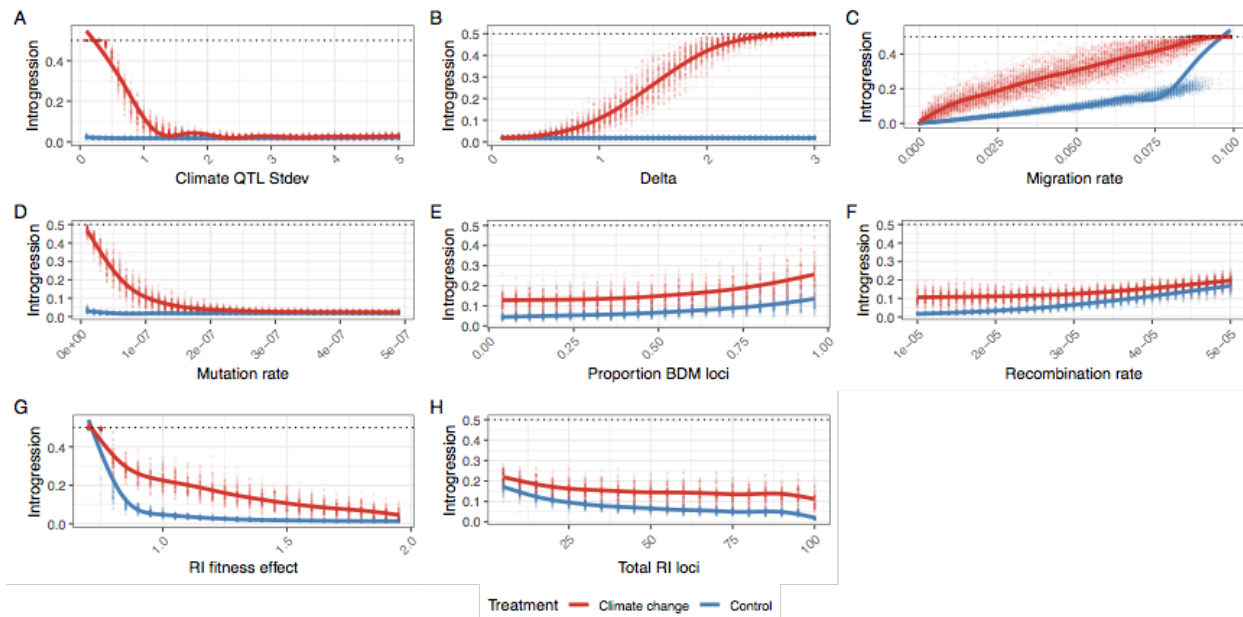 A
B
C
Introgression
0.4
0.2
0.0
0
1
2
3
4
5
Climate QTL Stdev
Introgression
0.5
0.4
0.3
0.2
0.1
0.0
0
1
2
3
Delta
Introgression
0.4
0.2
0.0
0.000
0.025
0.050
0.075
0.100
Migration rate
D
E
F
Introgression
0.5
0.4
0.3
0.2
0.1
0.0
0e+00
1e-07
2e-07
3e-07
4e-07
5e-07
Mutation rate
Introgression
0.5
0.4
0.3
0.2
0.1
0.0
0.00
0.25
0.50
0.75
1.00
Proportion BDM loci
Introgression
0.5
0.4
0.3
0.2
0.1
0.0
1e-05
2e-05
3e-05
4e-05
5e-05
Recombination rate
G
H
Introgression
0.4
0.2
0.0
1.0
1.5
2.0
RI fitness effect
Introgression
0.5
0.4
0.3
0.2
0.1
0.0
25
50
75
100
Total RI loci
Treatment Climate change Control